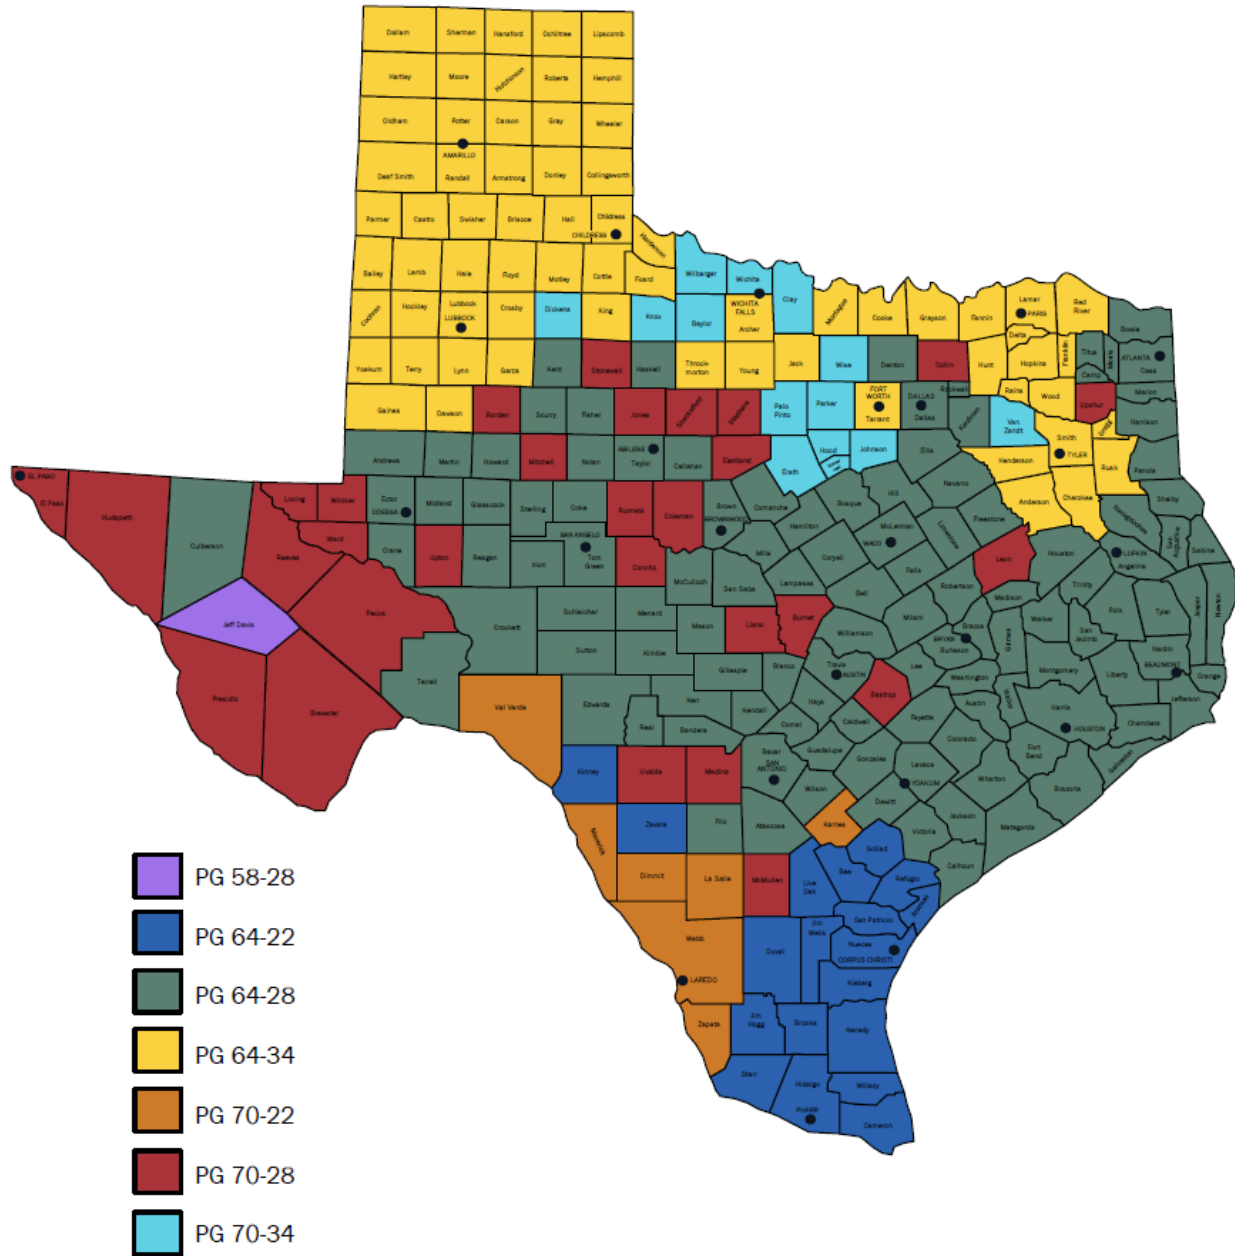 Dallam Sherman Hansford Ochiltree Lipscomb
Hartley Moore Hutchinson Roberts Hemphill
Oldham Potter Carson Gray Wheeler
AMARILLO
Deaf Smith Randall Armstrong Donley Collingsworth
Parmer Castro Swisher Briscoe Hall Childress
CHILDRESS
Hardeman
Bailey Lamb Hale Floyd Motley Cottle Foard Wilbarger Wichita Clay
WICHITA FALLS
Cochran Hockley Lubbock Crosby Dickens King Knox Baylor Archer Montague Cooke Grayson Fannin Lamar Red River
LUBBOCK
PARIS
Delta
Bowie
Yoakum Terry Lynn Garza Kent Stonewall Haskell Throck-morton Young Jack Wise Denton Collin Hunt Hopkins Franklin Titus Morris Cass
ATLANTA
Camp
Rockwall Rains Wood Upshur Marion
Gaines Dawson Borden Scurry Fisher Jones Shackelford Stephens Palo Pinto Parker Tarrant Dallas Kaufman Van Zandt Smith Gregg Harrison
FORT WORTH
DALLAS
TYLER
Andrews Martin Howard Mitchell Nolan Taylor Callahan Eastland Erath Hood Johnson Ellis Henderson Rusk Panola
ABILENE
EL PASO
El Paso Hudspeth Culberson Loving Winkler Ector Midland Glasscock Sterling Coke Runnels Coleman Brown Comanche Bosque Hill Navarro Anderson Cherokee Shelby
ODESSA
BROWNWOOD
Reeves Ward Crane Upton Reagan Irion Tom Green Concho McCulloch Mills Hamilton McLennan Limestone Freestone Nacogdoches San Augustine Sabine
SAN ANGELO
WACO
LUFKIN
San Saba Lampasas Coryell Falls Leon Houston Angelina
Jeff Davis Pecos Crockett Schleicher Menard Mason Llano Burnet Bell Robertson Madison Trinity Polk Tyler Jasper Newton
Williamson Milam Brazos Grimes Walker San Jacinto Hardin
BRYAN
BEAUMONT
Presidio Brewster Terrell Sutton Kimble Gillespie Blanco Travis Lee Burleson Washington Montgomery Liberty Orange
AUSTIN
Jefferson
Val Verde Edwards Real Kerr Kendall Hays Bastrop Fayette Austin Waller Harris Chambers
HOUSTON
Bandera Comal Caldwell Colorado Fort Bend Galveston
Kinney Uvalde Medina Bexar Guadalupe Gonzales Lavaca Wharton Brazoria
SAN ANTONIO
YOAKUM
Maverick Zavala Frio Atascosa Wilson Karnes Dewitt Victoria Jackson Matagorda
Dimmit La Salle McMullen Live Oak Bee Goliad Refugio Calhoun
Aransas
Webb Duval Jim Wells San Patricio Nueces
CORPUS CHRISTI
LAREDO
Kleberg
Zapata Jim Hogg Brooks Kenedy
Starr Hidalgo Willacy
PHARR
Cameron
PG 58-28
PG 64-22
PG 64-28
PG 64-34
PG 70-22
PG 70-28
PG 70-34